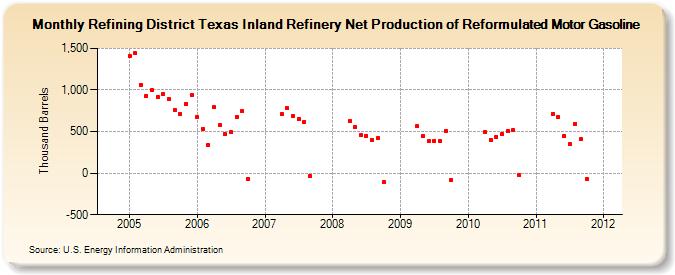 Monthly Refining District Texas Inland Refinery Net Production of Reformulated Motor Gasoline
Thousand Barrels
1,500
1,000
500
0
-500
2005 2006 2007 2008 2009 2010 2011 2012
Source: U.S. Energy Information Administration